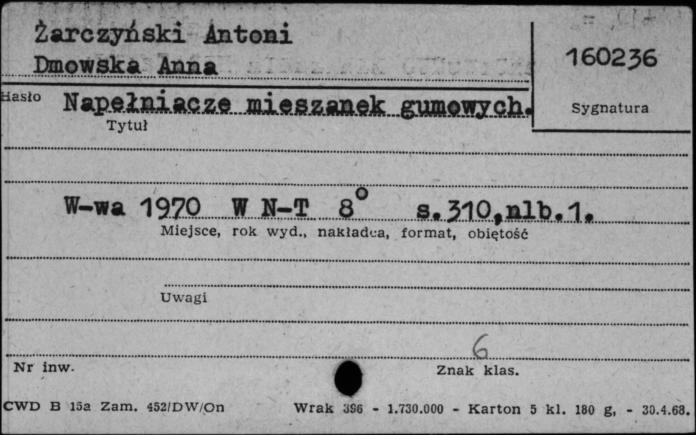 Żarczyński Antoni
Dmowska Anna
160236
Hasło
Napełniacze mieszanek gumowych.
Sygnatura
Tytuł
W-wa 1970 W N-T 8° s.310,nlb.1.
Miejsce, rok wyd., nakładca, format, objętość
Uwagi
6
Nr inw.
Znak klas.
CWD B 15a Zam. 452/DW/On Wrak 396 - 1.730.000 - Karton 5 kl. 180 g, - 30.4.68.